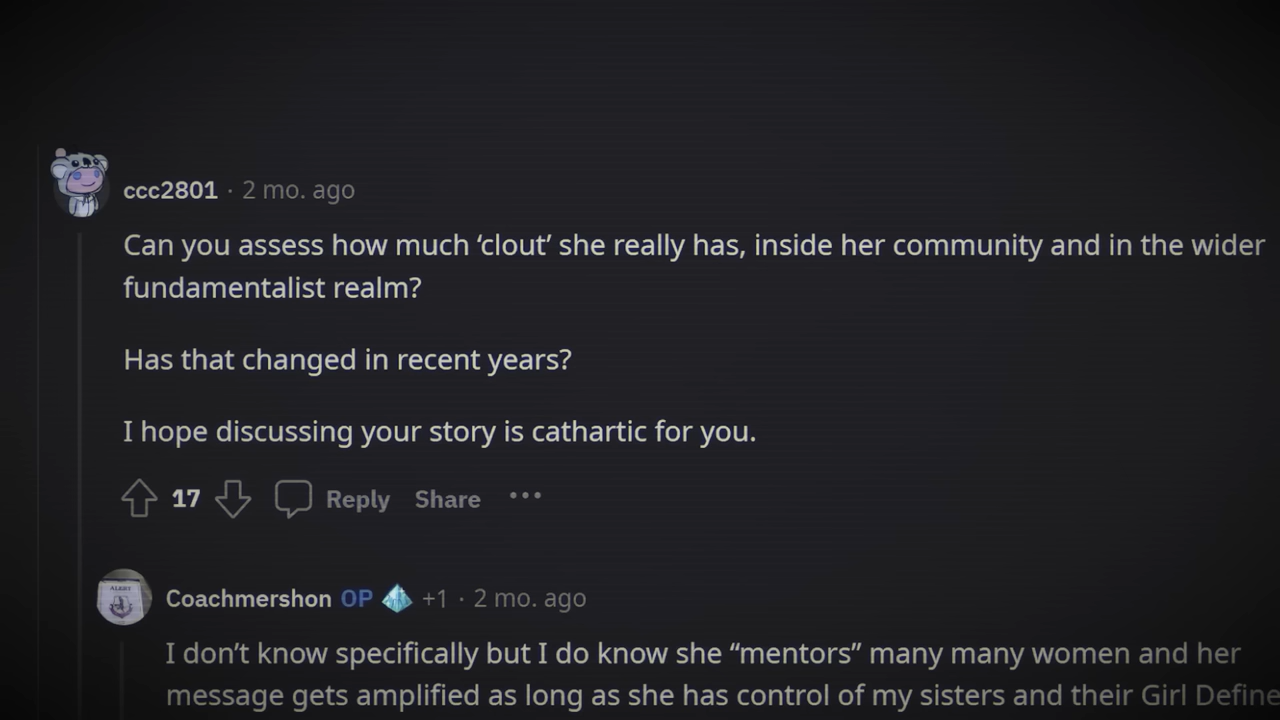 ccc2801 · 2 mo. ago
Can you assess how much ‘clout’ she really has, inside her community and in the wider
fundamentalist realm?
Has that changed in recent years?
I hope discussing your story is cathartic for you.
17 Reply Share ···
Coachmershon OP +1 · 2 mo. ago
I don’t know specifically but I do know she “mentors” many many women and her
message gets amplified as long as she has control of my sisters and their Girl Define